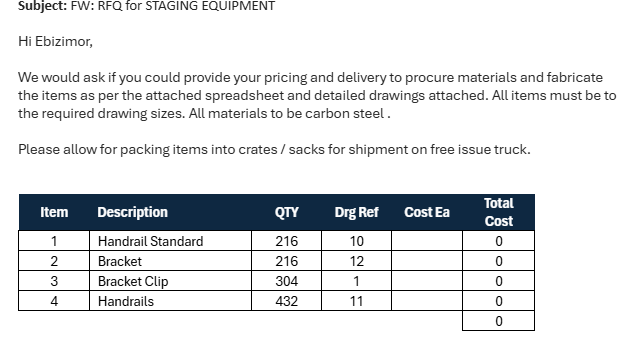 Subject: FW: RFQ for STAGING EQUIPMENT
Hi Ebizimor,
We would ask if you could provide your pricing and delivery to procure materials and fabricate
the items as per the attached spreadsheet and detailed drawings attached. All items must be to
the required drawing sizes. All materials to be carbon steel .
Please allow for packing items into crates / sacks for shipment on free issue truck.
Item Description QTY Drg Ref Cost Ea Total Cost
1 Handrail Standard 216 10 0
2 Bracket 216 12 0
3 Bracket Clip 304 1 0
4 Handrails 432 11 0
0